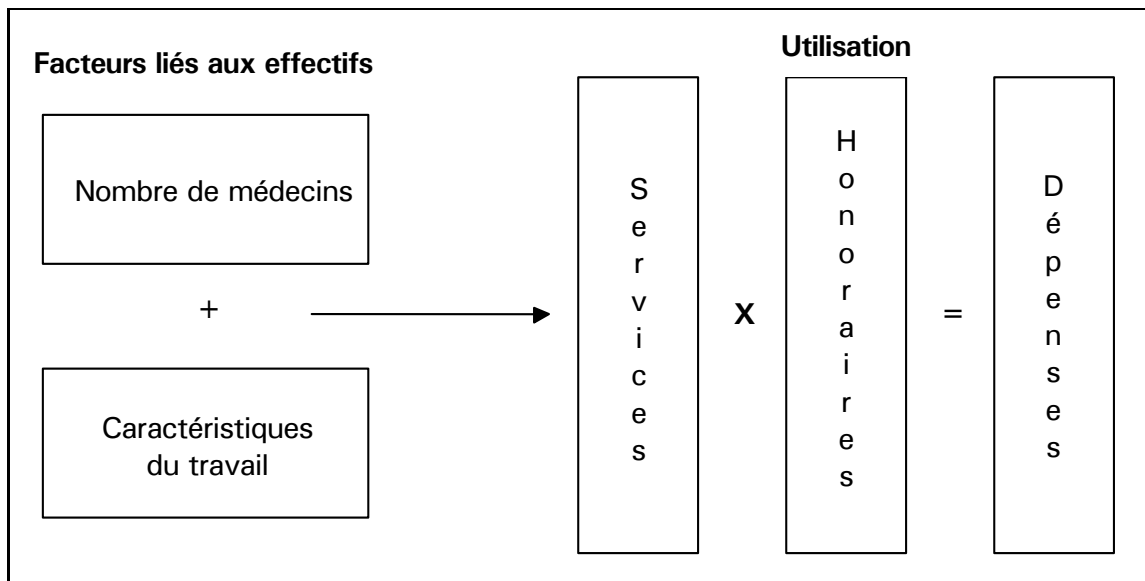 Facteurs liés aux effectifs
Nombre de médecins
+
Caractéristiques
du travail
Utilisation
Services
X
Honoraires
=
Dépenses